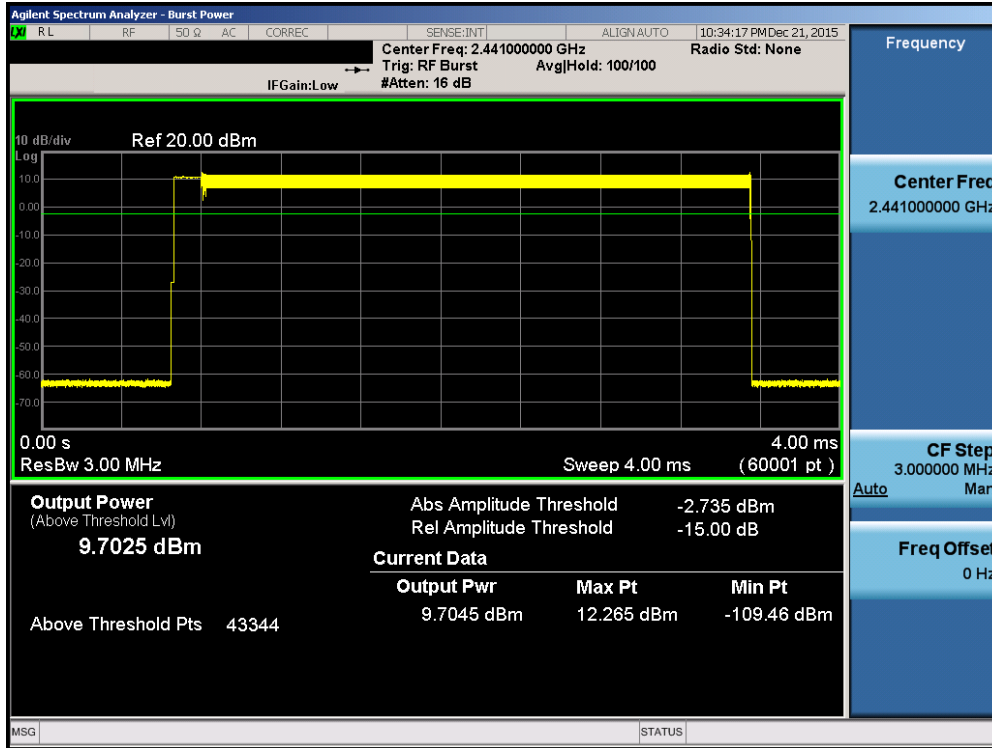 Agilent Spectrum Analyzer - Burst Power
LXI RL RF 50 Ω AC CORREC SENSE:INT ALIGN AUTO 10:34:17 PM Dec 21, 2015
Center Freq: 2.441000000 GHz Radio Std: None
Trig: RF Burst Avg|Hold: 100/100
IFGain:Low #Atten: 16 dB
Frequency
10 dB/div Ref 20.00 dBm
Log
10.0
0.00
-10.0
-20.0
-30.0
-40.0
-50.0
-60.0
-70.0
0.00 s 4.00 ms
ResBw 3.00 MHz Sweep 4.00 ms (60001 pt)
Center Freq
2.441000000 GHz
CF Step
3.000000 MHz
Auto Man
Freq Offset
0 Hz
Output Power
(Above Threshold Lvl)
9.7025 dBm
Above Threshold Pts 43344
Abs Amplitude Threshold -2.735 dBm
Rel Amplitude Threshold -15.00 dB
Current Data
Output Pwr Max Pt Min Pt
9.7045 dBm 12.265 dBm -109.46 dBm
MSG STATUS